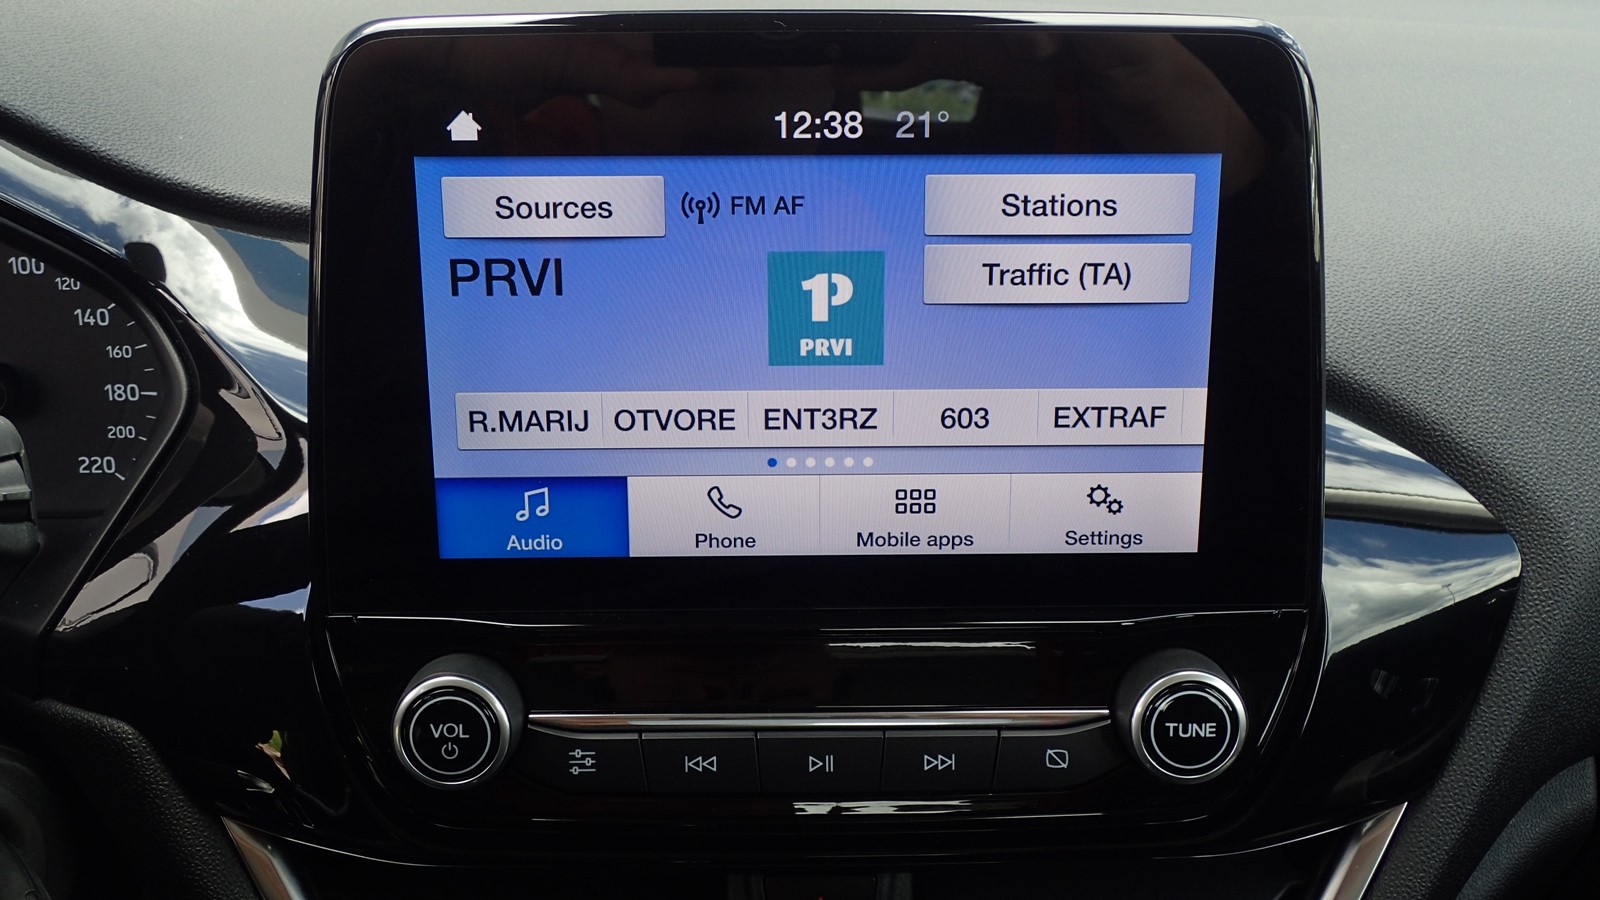 12:38 21°
Sources FM AF Stations
PRVI
Traffic (TA)
1P
PRVI
R.MARIJ OTVORE ENT3RZ 603 EXTRAF
Audio Phone Mobile apps Settings
VOL
TUNE
100
120
140
160
180
200
220